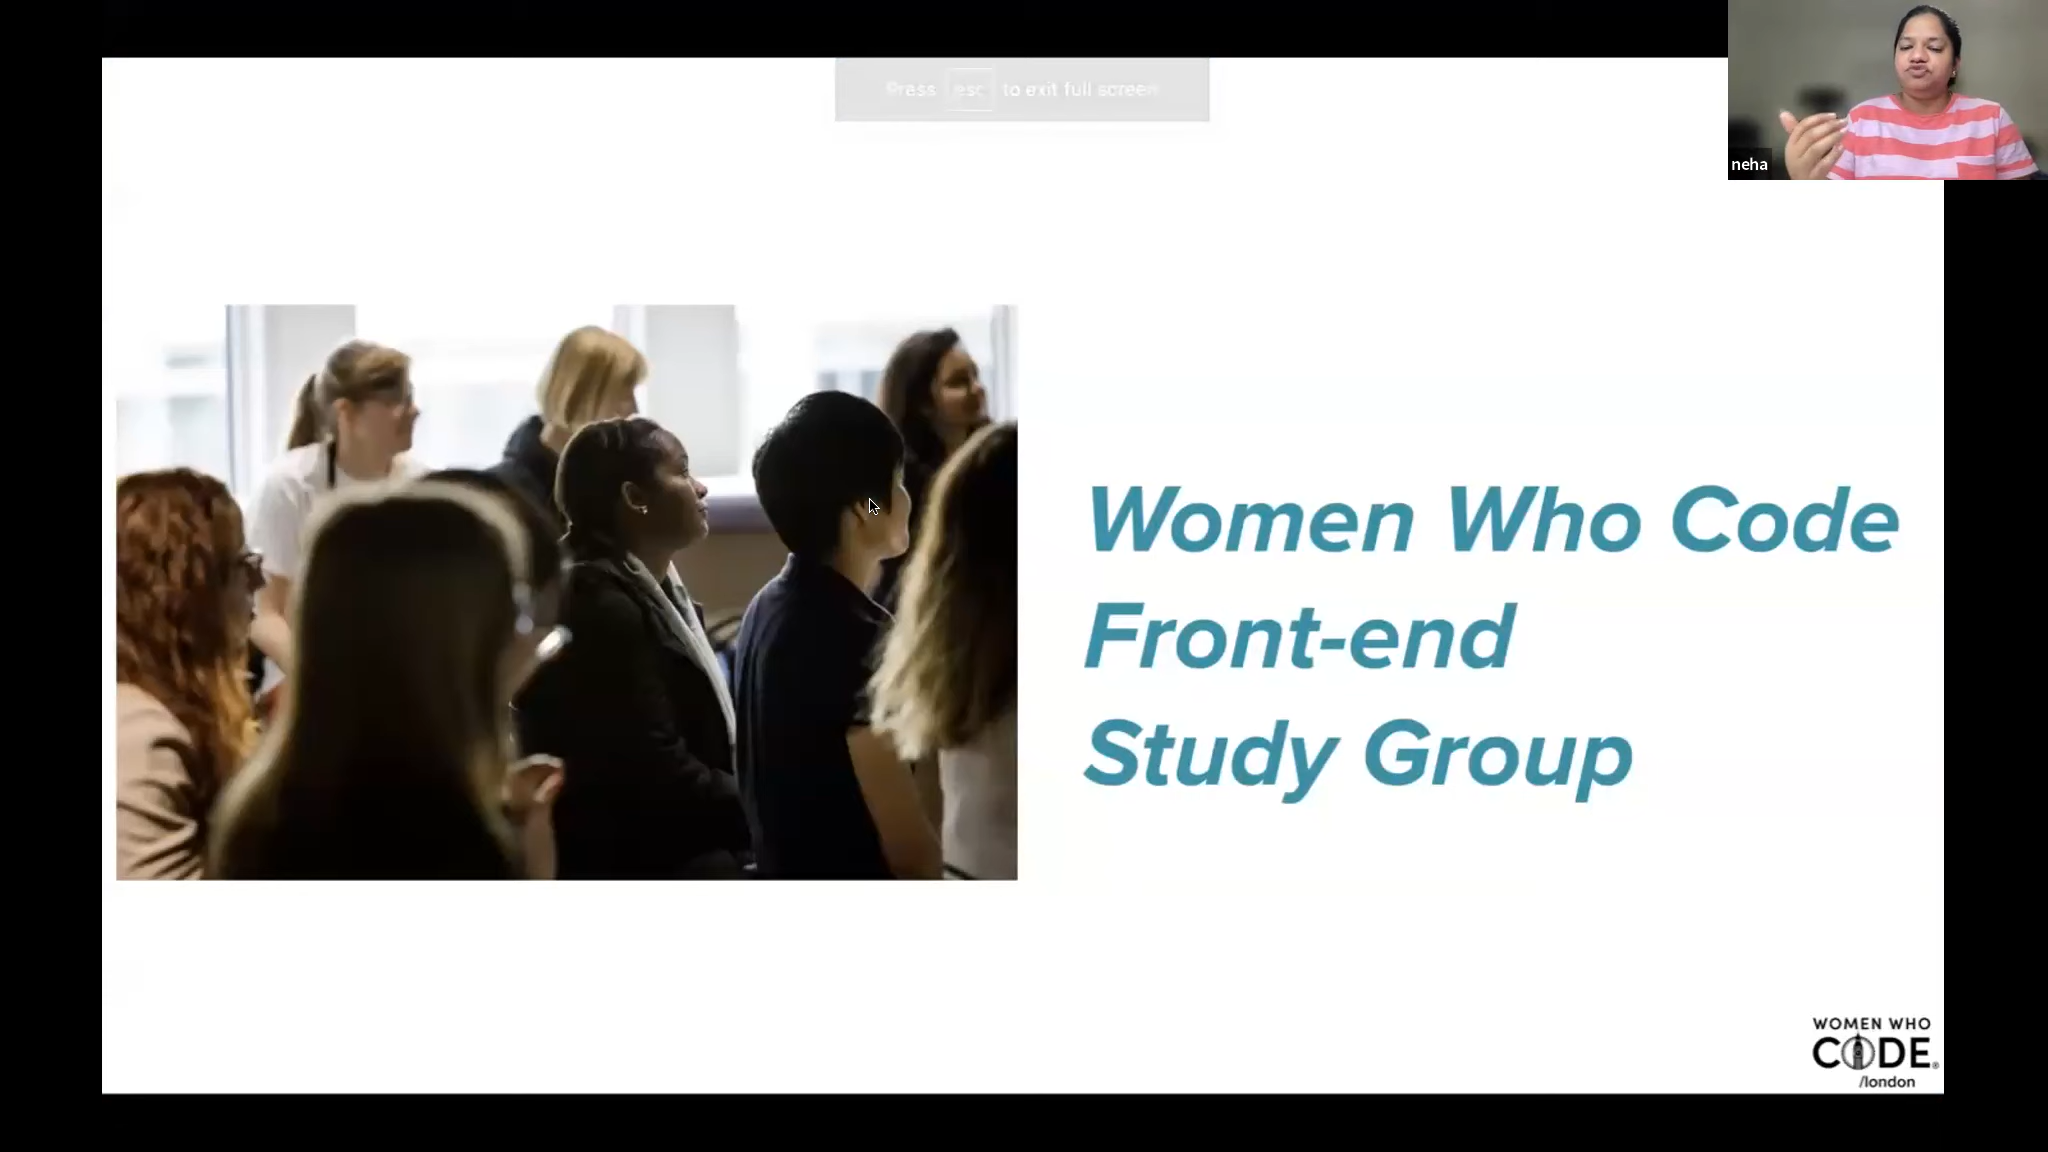 Press esc to exit full screen
neha
Women Who Code
Front-end
Study Group
WOMEN WHO
CODE®
/london